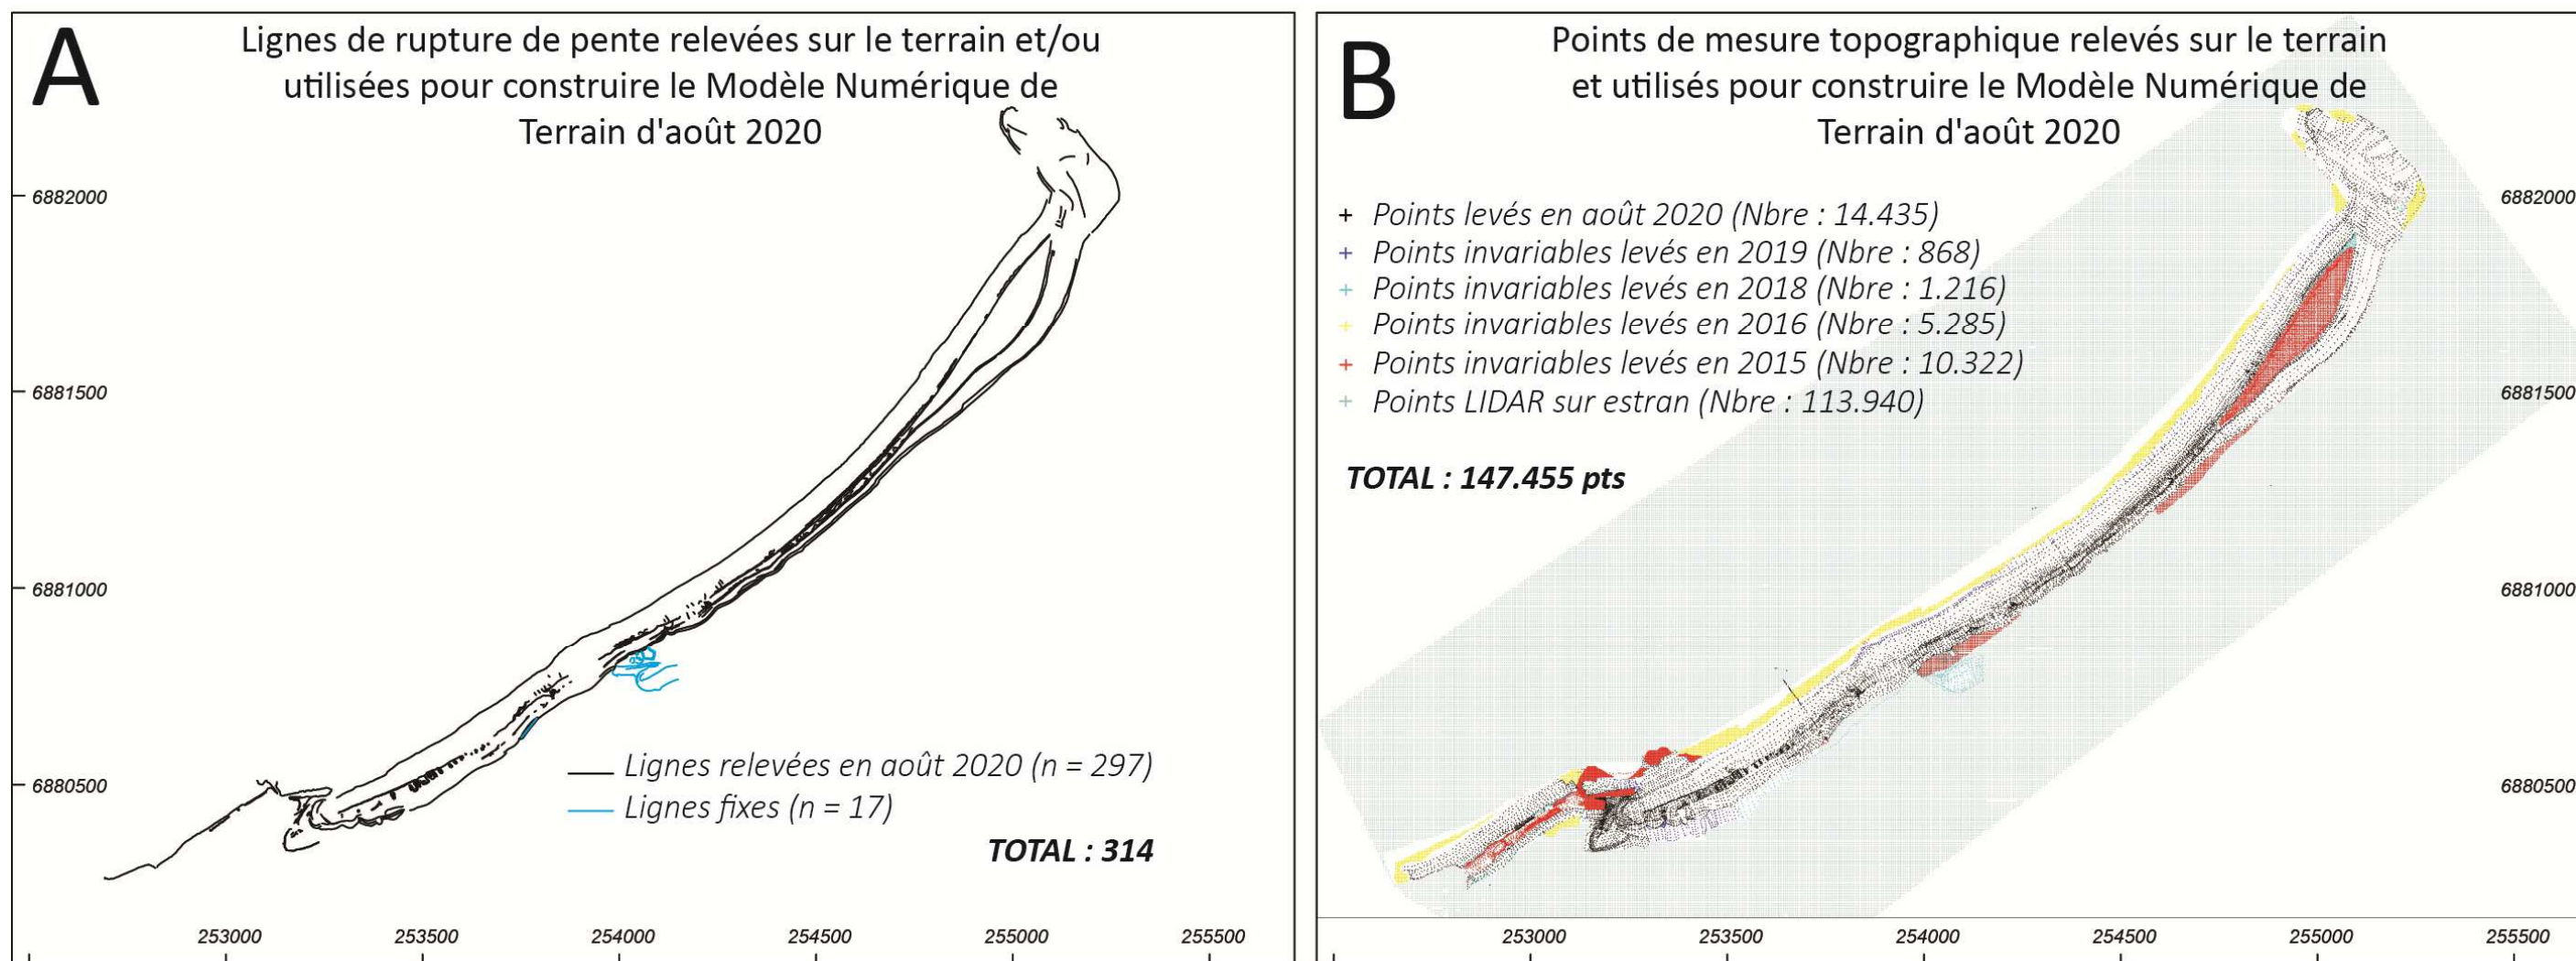 A
Lignes de rupture de pente relevées sur le terrain et/ou
utilisées pour construire le Modèle Numérique de
Terrain d'août 2020
6882000
6881500
6881000
6880500
Lignes relevées en août 2020 (n = 297)
Lignes fixes (n = 17)
TOTAL : 314
253000 253500 254000 254500 255000 255500
B
Points de mesure topographique relevés sur le terrain
et utilisés pour construire le Modèle Numérique de
Terrain d'août 2020
Points levés en août 2020 (Nbre : 14.435)
Points invariables levés en 2019 (Nbre : 868)
Points invariables levés en 2018 (Nbre : 1.216)
Points invariables levés en 2016 (Nbre : 5.285)
Points invariables levés en 2015 (Nbre : 10.322)
Points LIDAR sur estran (Nbre : 113.940)
TOTAL : 147.455 pts
6882000
6881500
6881000
6880500
253000 253500 254000 254500 255000 255500